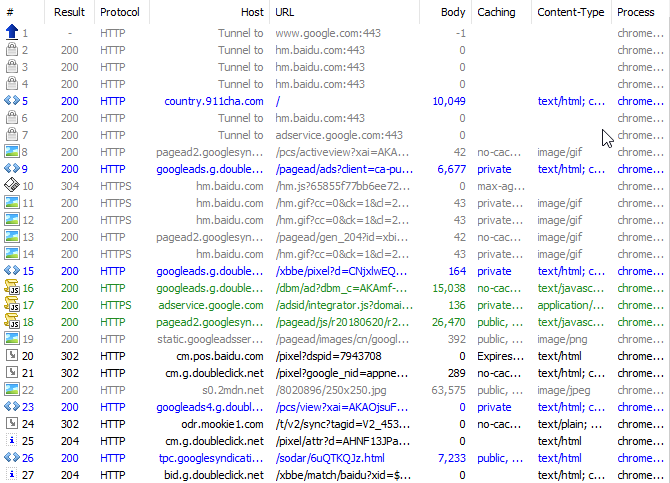 # Result Protocol Host URL Body Caching Content-Type Process
1 - HTTP Tunnel to www.google.com:443 -1 chrome...
2 200 HTTP Tunnel to hm.baidu.com:443 0 chrome...
3 200 HTTP Tunnel to hm.baidu.com:443 0 chrome...
4 200 HTTP Tunnel to hm.baidu.com:443 0 chrome...
5 200 HTTP country.911cha.com / 10,049 text/html; c... chrome...
6 200 HTTP Tunnel to hm.baidu.com:443 0 chrome...
7 200 HTTP Tunnel to adservice.google.com:443 0 chrome...
8 200 HTTP pagead2.googlesyn... /pcs/activeview?xai=AKA... 42 no-cac... image/gif chrome...
9 200 HTTP googleads.g.double... /pagead/ads?client=ca-pu... 6,677 private text/html; c... chrome...
10 304 HTTPS hm.baidu.com /hm.js?65855f77bb6ee72... 0 max-ag... chrome...
11 200 HTTPS hm.baidu.com /hm.gif?cc=0&ck=1&cl=2... 43 private... image/gif chrome...
12 200 HTTPS hm.baidu.com /hm.gif?cc=0&ck=1&cl=2... 43 private... image/gif chrome...
13 200 HTTP pagead2.googlesyn... /pagead/gen_204?id=xbi... 42 no-cac... image/gif chrome...
14 200 HTTPS hm.baidu.com /hm.gif?cc=0&ck=1&cl=2... 43 private... image/gif chrome...
15 200 HTTP googleads.g.double... /xbbe/pixel?d=CNjxlwEQ... 164 private text/html; c... chrome...
16 200 HTTP googleads.g.double... /dbm/ad?dbm_c=AKAmf-... 15,038 no-cac... text/javasc... chrome...
JS
17 200 HTTPS adservice.google.com /adsid/integrator.js?domai... 136 private... application/... chrome...
JS
18 200 HTTP pagead2.googlesyn... /pagead/js/r20180620/r2... 26,470 public, ... text/javasc... chrome...
JS
19 200 HTTP static.googleadsser... /pagead/images/cn/googl... 392 public, ... image/png chrome...
20 302 HTTP cm.pos.baidu.com /pixel?dspid=7943708 0 Expires... text/html chrome...
21 302 HTTP cm.g.doubleclick.net /pixel?google_nid=appne... 289 no-cac... text/html; c... chrome...
22 200 HTTP s0.2mdn.net /8020896/250x250.jpg 63,575 public, ... image/jpeg chrome...
23 200 HTTP googleads4.g.doubl... /pcs/view?xai=AKAOjsuF... 0 private text/html; c... chrome...
24 302 HTTP odr.mookie1.com /t/v2/sync?tagid=V2_453... 0 no-cac... text/plain; ... chrome...
25 204 HTTP cm.g.doubleclick.net /pixel/attr?d=AHNF13JPa... 0 text/html chrome...
26 200 HTTP tpc.googlesyndicati... /sodar/6uQTKQJz.html 7,233 public, ... text/html chrome...
27 204 HTTP bid.g.doubleclick.net /xbbe/match/baidu?xid=$... 0 text/html; c... chrome...